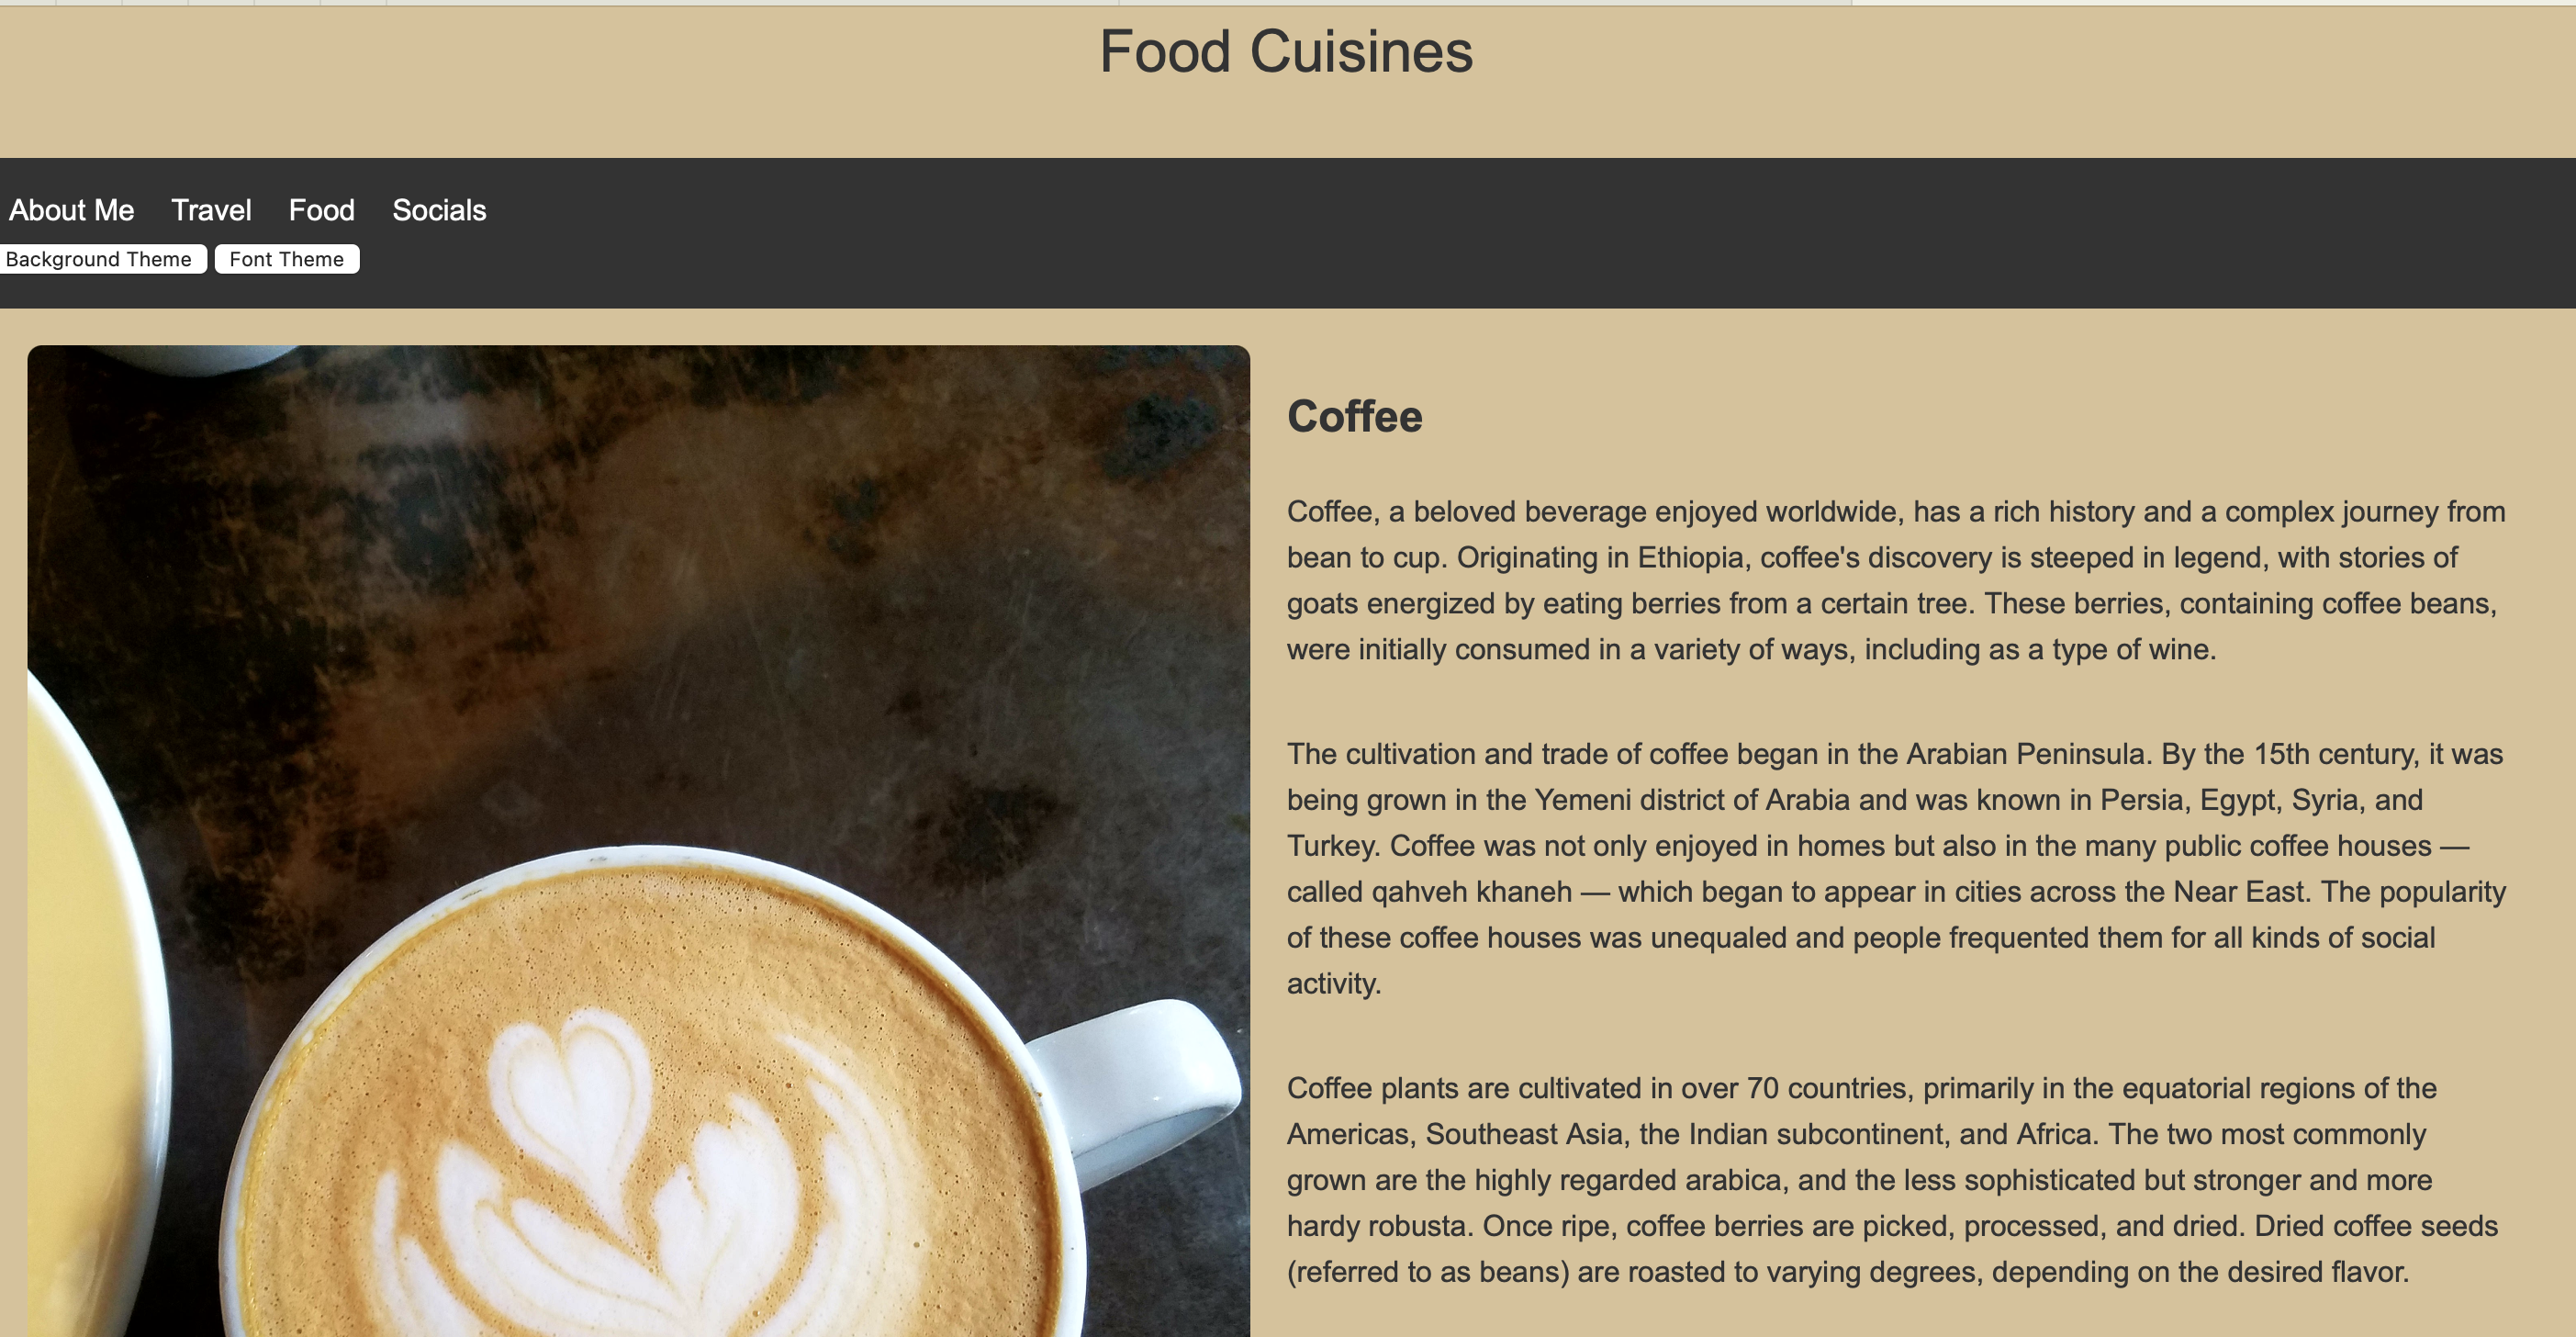 Food Cuisines
About Me Travel Food Socials
Background Theme Font Theme
Coffee
Coffee, a beloved beverage enjoyed worldwide, has a rich history and a complex journey from
bean to cup. Originating in Ethiopia, coffee's discovery is steeped in legend, with stories of
goats energized by eating berries from a certain tree. These berries, containing coffee beans,
were initially consumed in a variety of ways, including as a type of wine.
The cultivation and trade of coffee began in the Arabian Peninsula. By the 15th century, it was
being grown in the Yemeni district of Arabia and was known in Persia, Egypt, Syria, and
Turkey. Coffee was not only enjoyed in homes but also in the many public coffee houses —
called qahveh khaneh — which began to appear in cities across the Near East. The popularity
of these coffee houses was unequaled and people frequented them for all kinds of social
activity.
Coffee plants are cultivated in over 70 countries, primarily in the equatorial regions of the
Americas, Southeast Asia, the Indian subcontinent, and Africa. The two most commonly
grown are the highly regarded arabica, and the less sophisticated but stronger and more
hardy robusta. Once ripe, coffee berries are picked, processed, and dried. Dried coffee seeds
(referred to as beans) are roasted to varying degrees, depending on the desired flavor.